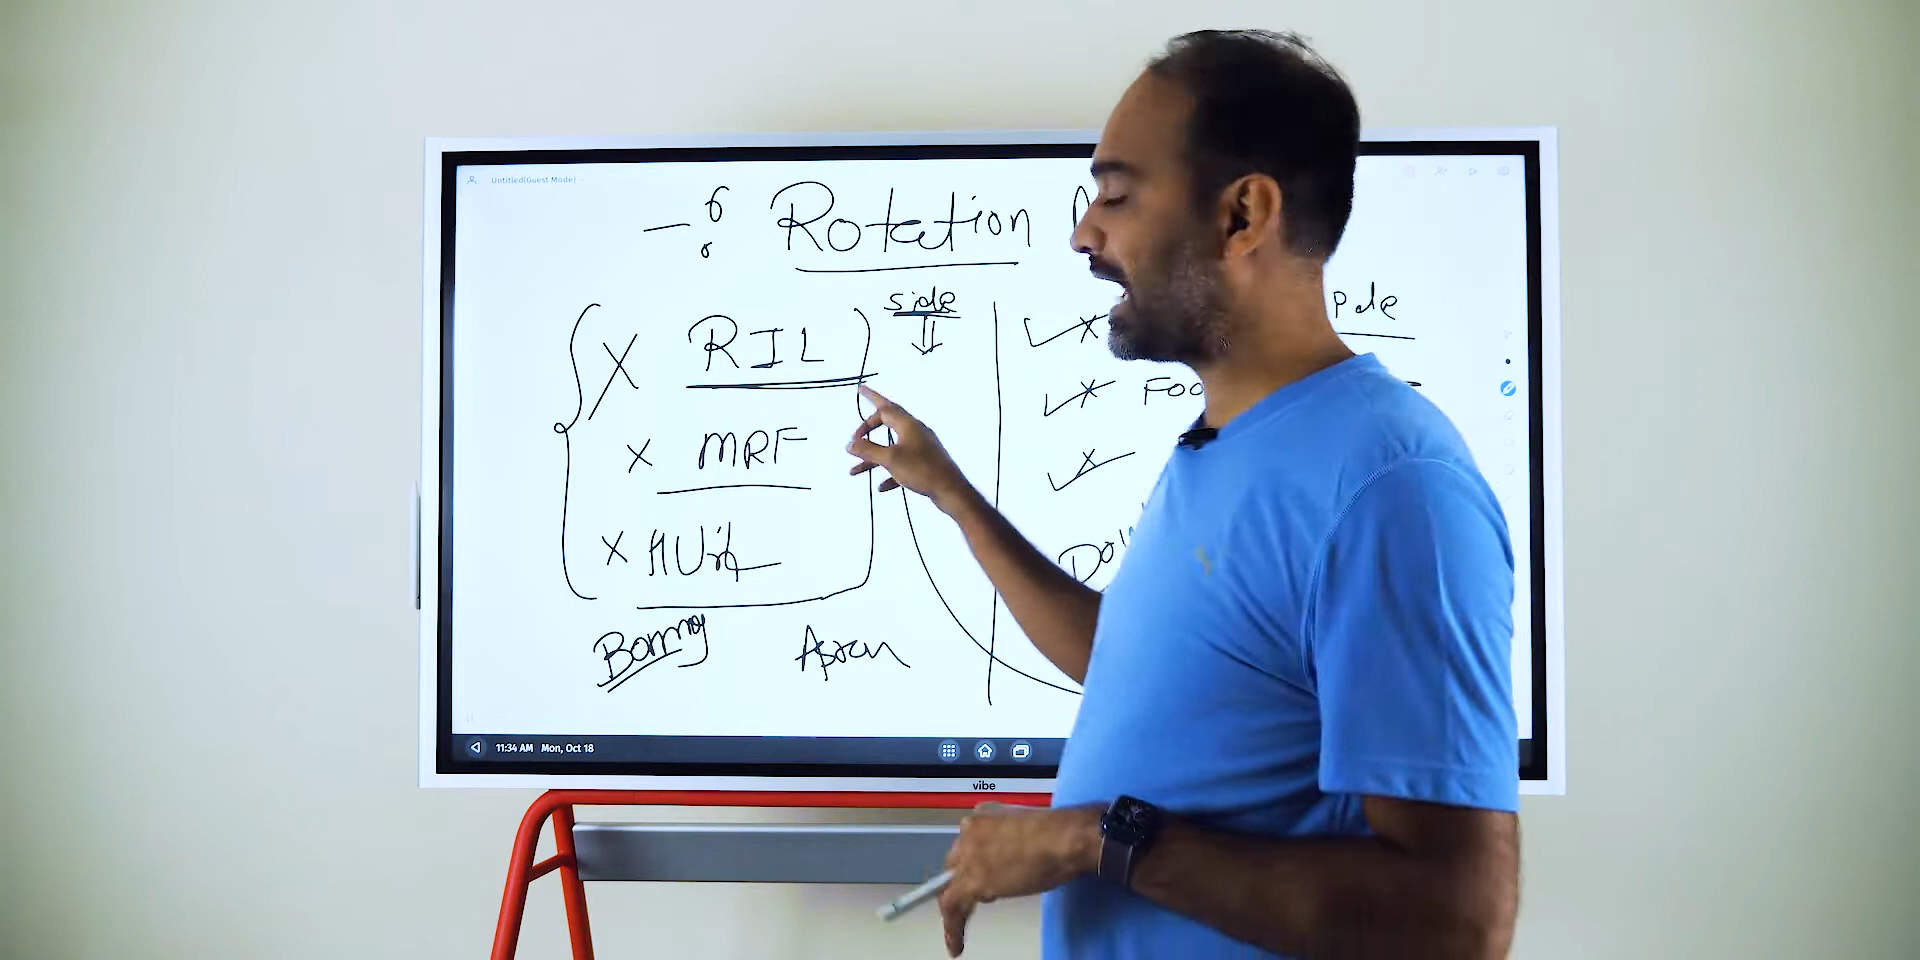 Untitled(Guest Mode)
Rotation
side
RIL
MRF
HUL
Boring
Asian
Foo
11:34 AM Mon, Oct 18
vibe